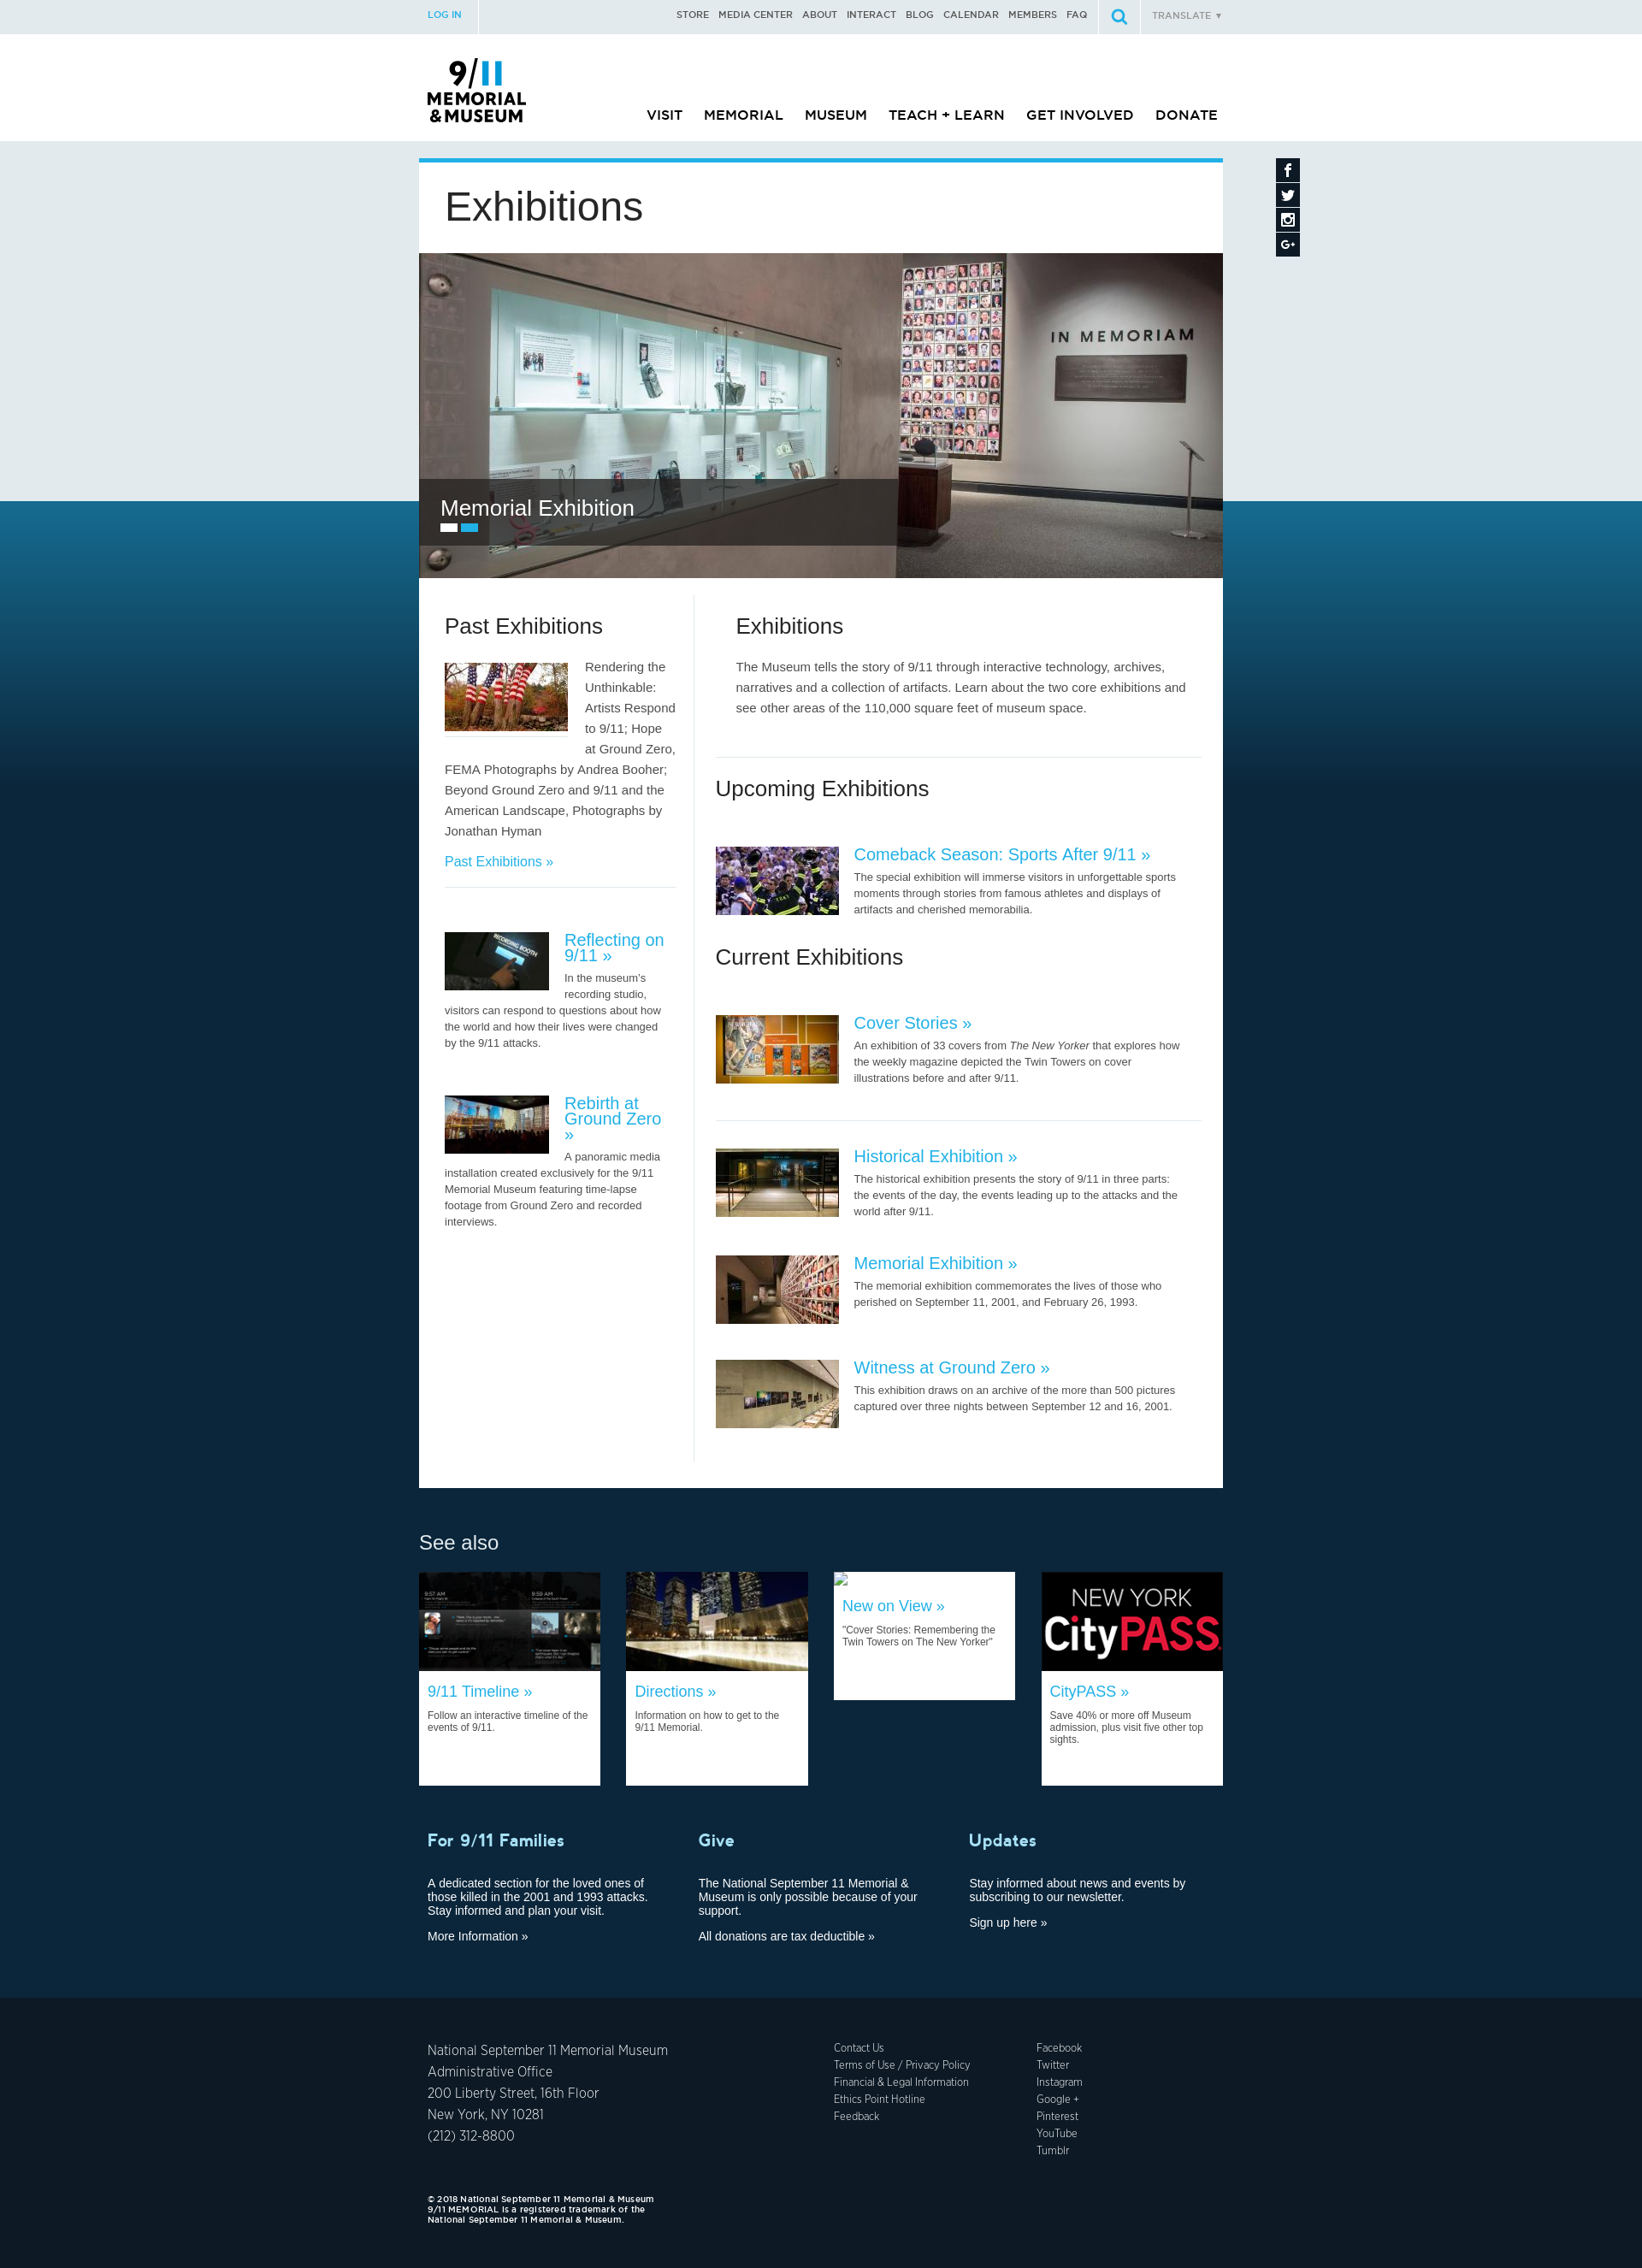 LOG IN
STORE MEDIA CENTER ABOUT INTERACT BLOG CALENDAR MEMBERS FAQ
TRANSLATE ▼
9/11
MEMORIAL
&MUSEUM
VISIT MEMORIAL MUSEUM TEACH + LEARN GET INVOLVED DONATE
Exhibitions
IN MEMORIAM
Memorial Exhibition
Past Exhibitions
Rendering the
Unthinkable:
Artists Respond
to 9/11; Hope
at Ground Zero,
FEMA Photographs by Andrea Booher;
Beyond Ground Zero and 9/11 and the
American Landscape, Photographs by
Jonathan Hyman
Past Exhibitions »
RECORDING BOOTH
Reflecting on
9/11 »
In the museum's
recording studio,
visitors can respond to questions about how
the world and how their lives were changed
by the 9/11 attacks.
Rebirth at
Ground Zero
»
A panoramic media
installation created exclusively for the 9/11
Memorial Museum featuring time-lapse
footage from Ground Zero and recorded
interviews.
Exhibitions
The Museum tells the story of 9/11 through interactive technology, archives,
narratives and a collection of artifacts. Learn about the two core exhibitions and
see other areas of the 110,000 square feet of museum space.
Upcoming Exhibitions
Comeback Season: Sports After 9/11 »
The special exhibition will immerse visitors in unforgettable sports
moments through stories from famous athletes and displays of
artifacts and cherished memorabilia.
Current Exhibitions
Cover Stories »
An exhibition of 33 covers from The New Yorker that explores how
the weekly magazine depicted the Twin Towers on cover
illustrations before and after 9/11.
Historical Exhibition »
The historical exhibition presents the story of 9/11 in three parts:
the events of the day, the events leading up to the attacks and the
world after 9/11.
Memorial Exhibition »
The memorial exhibition commemorates the lives of those who
perished on September 11, 2001, and February 26, 1993.
Witness at Ground Zero »
This exhibition draws on an archive of the more than 500 pictures
captured over three nights between September 12 and 16, 2001.
See also
9:57 AM
9:59 AM
9/11 Timeline »
Follow an interactive timeline of the
events of 9/11.
Directions »
Information on how to get to the
9/11 Memorial.
New on View »
"Cover Stories: Remembering the
Twin Towers on The New Yorker"
NEW YORK
CityPASS
CityPASS »
Save 40% or more off Museum
admission, plus visit five other top
sights.
For 9/11 Families
A dedicated section for the loved ones of
those killed in the 2001 and 1993 attacks.
Stay informed and plan your visit.
More Information »
Give
The National September 11 Memorial &
Museum is only possible because of your
support.
All donations are tax deductible »
Updates
Stay informed about news and events by
subscribing to our newsletter.
Sign up here »
National September 11 Memorial Museum
Administrative Office
200 Liberty Street, 16th Floor
New York, NY 10281
(212) 312-8800
Contact Us
Terms of Use / Privacy Policy
Financial & Legal Information
Ethics Point Hotline
Feedback
Facebook
Twitter
Instagram
Google +
Pinterest
YouTube
Tumblr
© 2018 National September 11 Memorial & Museum
9/11 MEMORIAL is a registered trademark of the
National September 11 Memorial & Museum.